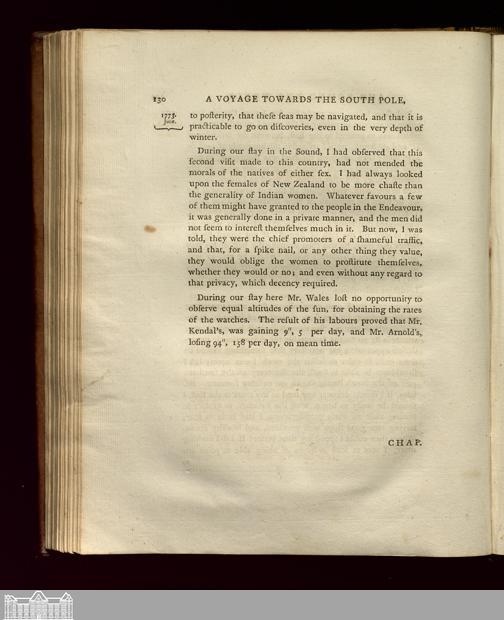 130 A VOYAGE TOWARDS THE SOUTH POLE,
1773.
June.
to poſterity, that theſe ſeas may be navigated, and that it is
practicable to go on diſcoveries, even in the very depth of
winter.
During our ſtay in the Sound, I had obſerved that this
ſecond viſit made to this country, had not mended the
morals of the natives of either ſex. I had always looked
upon the females of New Zealand to be more chaſte than
the generality of Indian women. Whatever favours a few
of them might have granted to the people in the Endeavour,
it was generally done in a private manner, and the men did
not ſeem to intereſt themſelves much in it. But now, I was
told, they were the chief promoters of a ſhameful traffic,
and that, for a ſpike nail, or any other thing they value,
they would oblige the women to proſtitute themſelves,
whether they would or no; and even without any regard to
that privacy, which decency required.
During our ſtay here Mr. Wales loſt no opportunity to
obſerve equal altitudes of the ſun, for obtaining the rates
of the watches. The reſult of his labours proved that Mr.
Kendal's, was gaining 9", 5 per day, and Mr. Arnold's,
loſing 94", 158 per day, on mean time.
CHAP.